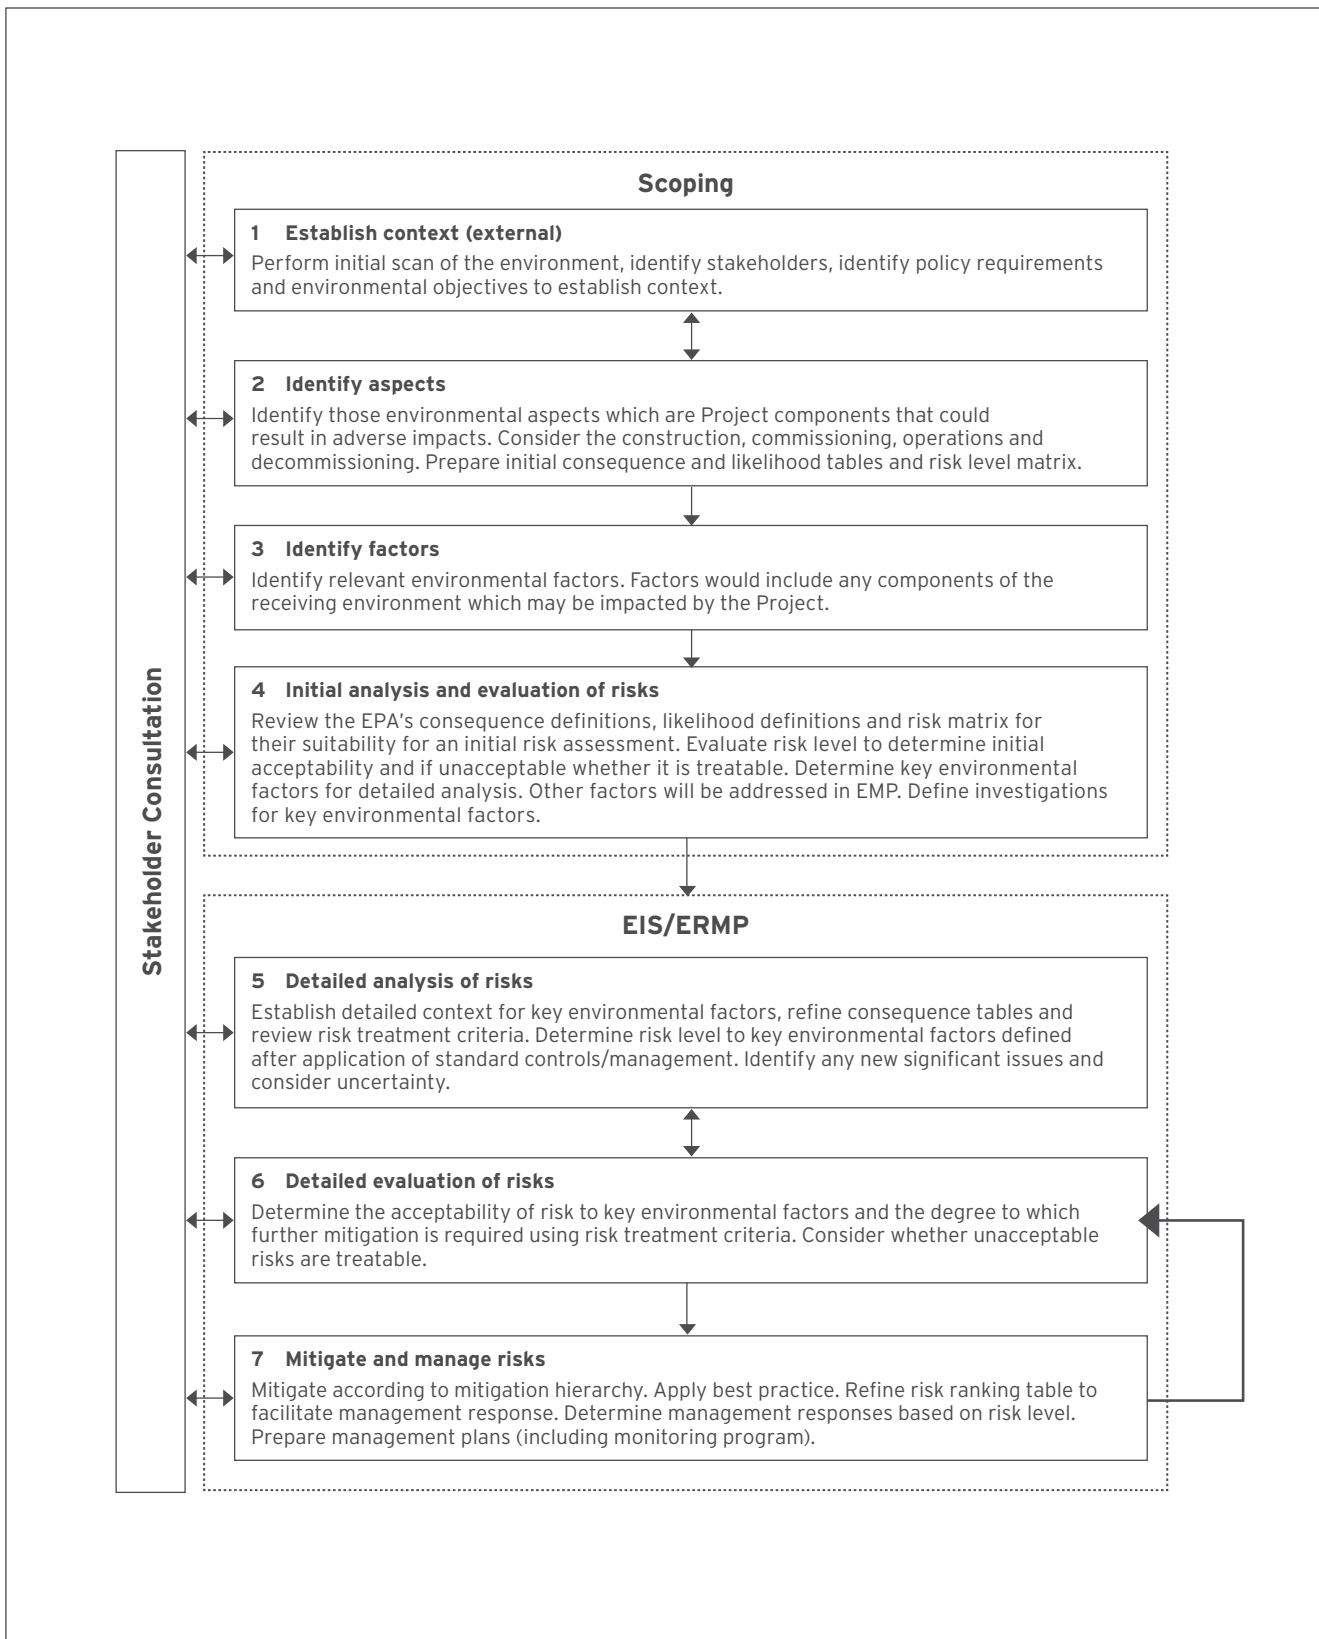 Stakeholder Consultation
Scoping
1 Establish context (external)
Perform initial scan of the environment, identify stakeholders, identify policy requirements
and environmental objectives to establish context.
2 Identify aspects
Identify those environmental aspects which are Project components that could
result in adverse impacts. Consider the construction, commissioning, operations and
decommissioning. Prepare initial consequence and likelihood tables and risk level matrix.
3 Identify factors
Identify relevant environmental factors. Factors would include any components of the
receiving environment which may be impacted by the Project.
4 Initial analysis and evaluation of risks
Review the EPA's consequence definitions, likelihood definitions and risk matrix for
their suitability for an initial risk assessment. Evaluate risk level to determine initial
acceptability and if unacceptable whether it is treatable. Determine key environmental
factors for detailed analysis. Other factors will be addressed in EMP. Define investigations
for key environmental factors.
EIS/ERMP
5 Detailed analysis of risks
Establish detailed context for key environmental factors, refine consequence tables and
review risk treatment criteria. Determine risk level to key environmental factors defined
after application of standard controls/management. Identify any new significant issues and
consider uncertainty.
6 Detailed evaluation of risks
Determine the acceptability of risk to key environmental factors and the degree to which
further mitigation is required using risk treatment criteria. Consider whether unacceptable
risks are treatable.
7 Mitigate and manage risks
Mitigate according to mitigation hierarchy. Apply best practice. Refine risk ranking table to
facilitate management response. Determine management responses based on risk level.
Prepare management plans (including monitoring program).